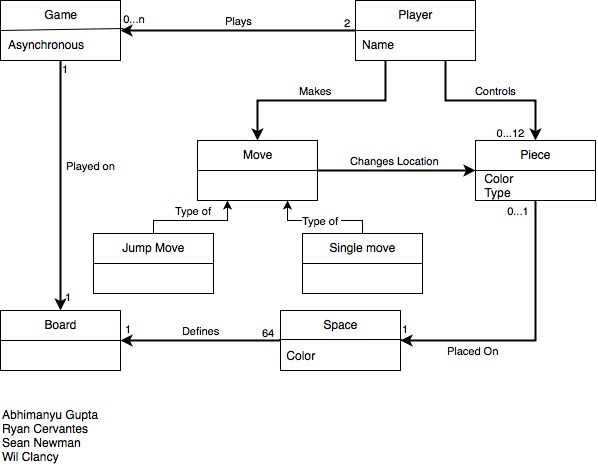 Game
0...n
Plays
2
Player
Asynchronous
Name
1
Makes
Controls
0...12
Move
Changes Location
Piece
Played on
Color
Type
Type of
Type of
0...1
Jump Move
Single move
1
Board
1
Defines
64
Space
1
Color
Placed On
Abhimanyu Gupta
Ryan Cervantes
Sean Newman
Wil Clancy